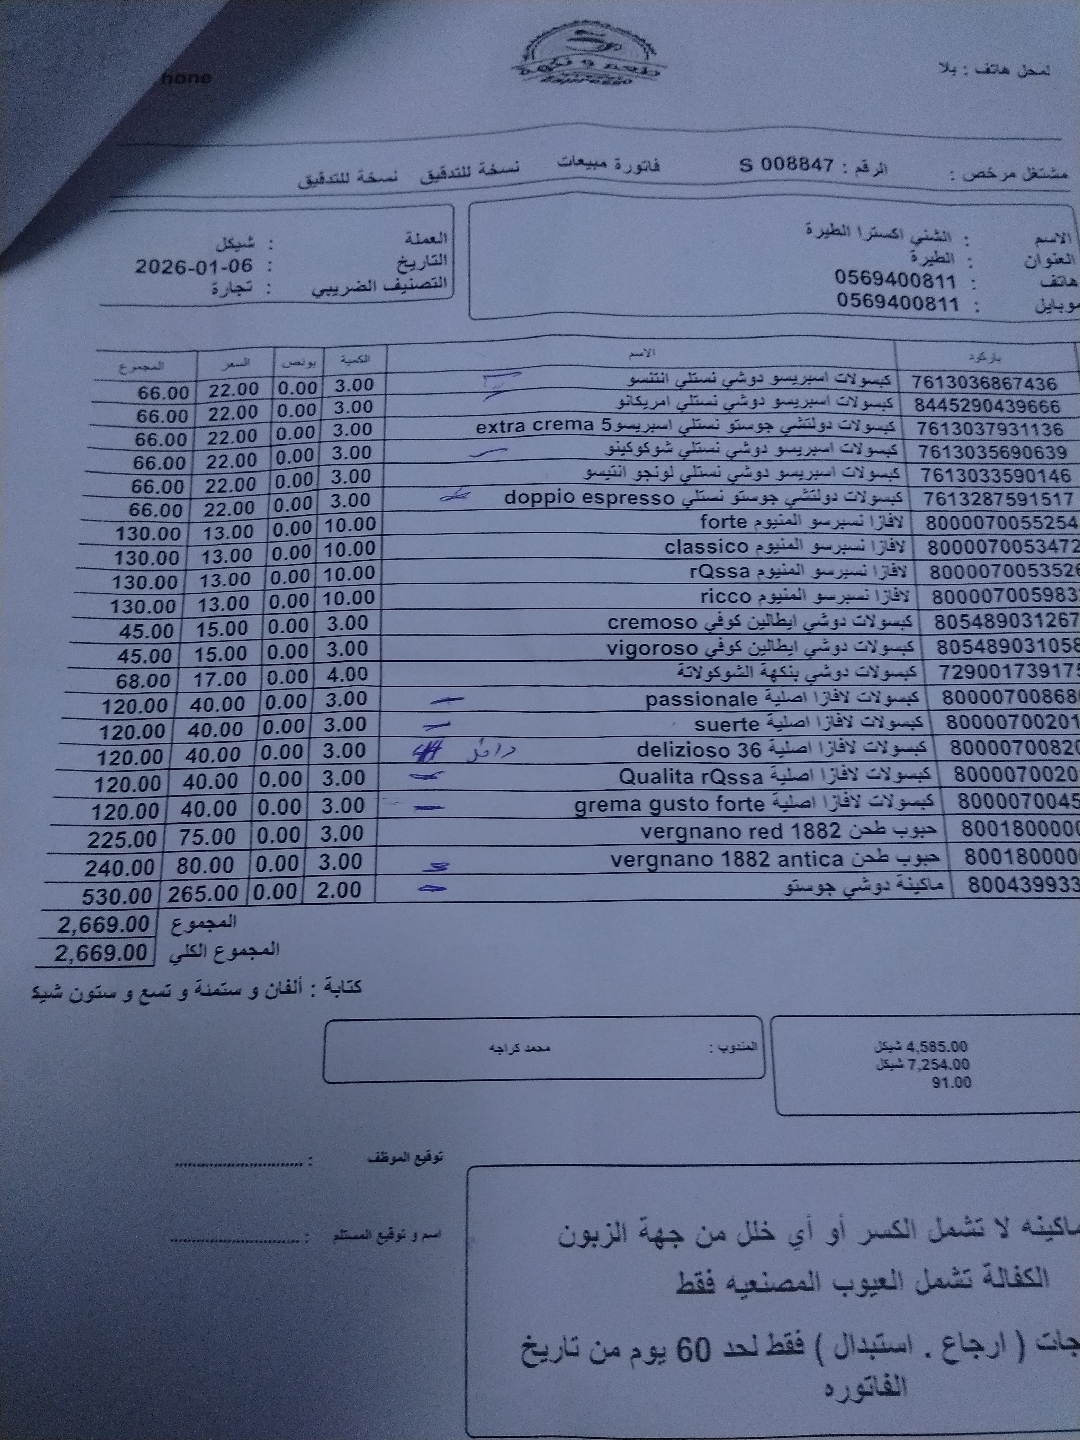 hone
طعم و نكهة
Espresso
لمحل هاتف : بلا
مشتغل مرخص :
الرقم : S 008847
فاتورة مبيعات
نسخة للتدقيق
نسخة للتدقيق
الاسم : الشني اكسترا الطيرة
العنوان : الطيرة
هاتف : 0569400811
موبايل : 0569400811
العملة : شيكل
التاريخ : 2026-01-06
التصنيف الضريبي : تجارة
باركود الاسم الكمية بونص السعر المجموع
7613036867436 كبسولات اسبريسو دوشي نستلي انتنسو 3.00 0.00 22.00 66.00
8445290439666 كبسولات اسبريسو دوشي نستلي امريكانو 3.00 0.00 22.00 66.00
7613037931136 كبسولات دولتشي جوستو نستلي اسبريسو5 extra crema 3.00 0.00 22.00 66.00
7613035690639 كبسولات اسبريسو دوشي نستلي شوكوكينو 3.00 0.00 22.00 66.00
7613033590146 كبسولات اسبريسو دوشي نستلي لونجو انتيسو 3.00 0.00 22.00 66.00
7613287591517 كبسولات دولتشي جوستو نستلي doppio espresso 3.00 0.00 22.00 66.00
8000070055254 لافازا نسبرسو المنيوم forte 10.00 0.00 13.00 130.00
8000070053472 لافازا نسبرسو المنيوم classico 10.00 0.00 13.00 130.00
8000070053526 لافازا نسبرسو المنيوم rQssa 10.00 0.00 13.00 130.00
800007005983 لافازا نسبرسو المنيوم ricco 10.00 0.00 13.00 130.00
805489031267 كبسولات دوشي ايطالين كوفي cremoso 3.00 0.00 15.00 45.00
805489031058 كبسولات دوشي ايطالين كوفي vigoroso 3.00 0.00 15.00 45.00
729001739175 كبسولات دوشي بنكهة الشوكولاتة 4.00 0.00 17.00 68.00
80000700868 كبسولات لافازا اصلية passionale 3.00 0.00 40.00 120.00
80000700201 كبسولات لافازا اصلية suerte 3.00 0.00 40.00 120.00
80000700820 كبسولات لافازا اصلية delizioso 36 3.00 0.00 40.00 120.00
8000070020 كبسولات لافازا اصلية Qualita rQssa 3.00 0.00 40.00 120.00
8000070045 كبسولات لافازا اصلية grema gusto forte 3.00 0.00 40.00 120.00
8001800000 حبوب طحن vergnano red 1882 3.00 0.00 75.00 225.00
800180000 حبوب طحن vergnano 1882 antica 3.00 0.00 80.00 240.00
800439933 ماكينة دوشي جوستو 2.00 0.00 265.00 530.00
المجموع 2,669.00
المجموع الكلي 2,669.00
كتابة : ألفان و ستمئة و تسع و ستون شيك
4,585.00 شيكل
7,254.00 شيكل
91.00
المندوب : محمد كراجه
توقيع الموظف : ..............................
اسم و توقيع المستلم : ..............................
ماكينه لا تشمل الكسر أو أي خلل من جهة الزبون
الكفالة تشمل العيوب المصنعيه فقط
جات ( ارجاع . استبدال ) فقط لحد 60 يوم من تاريخ
الفاتوره